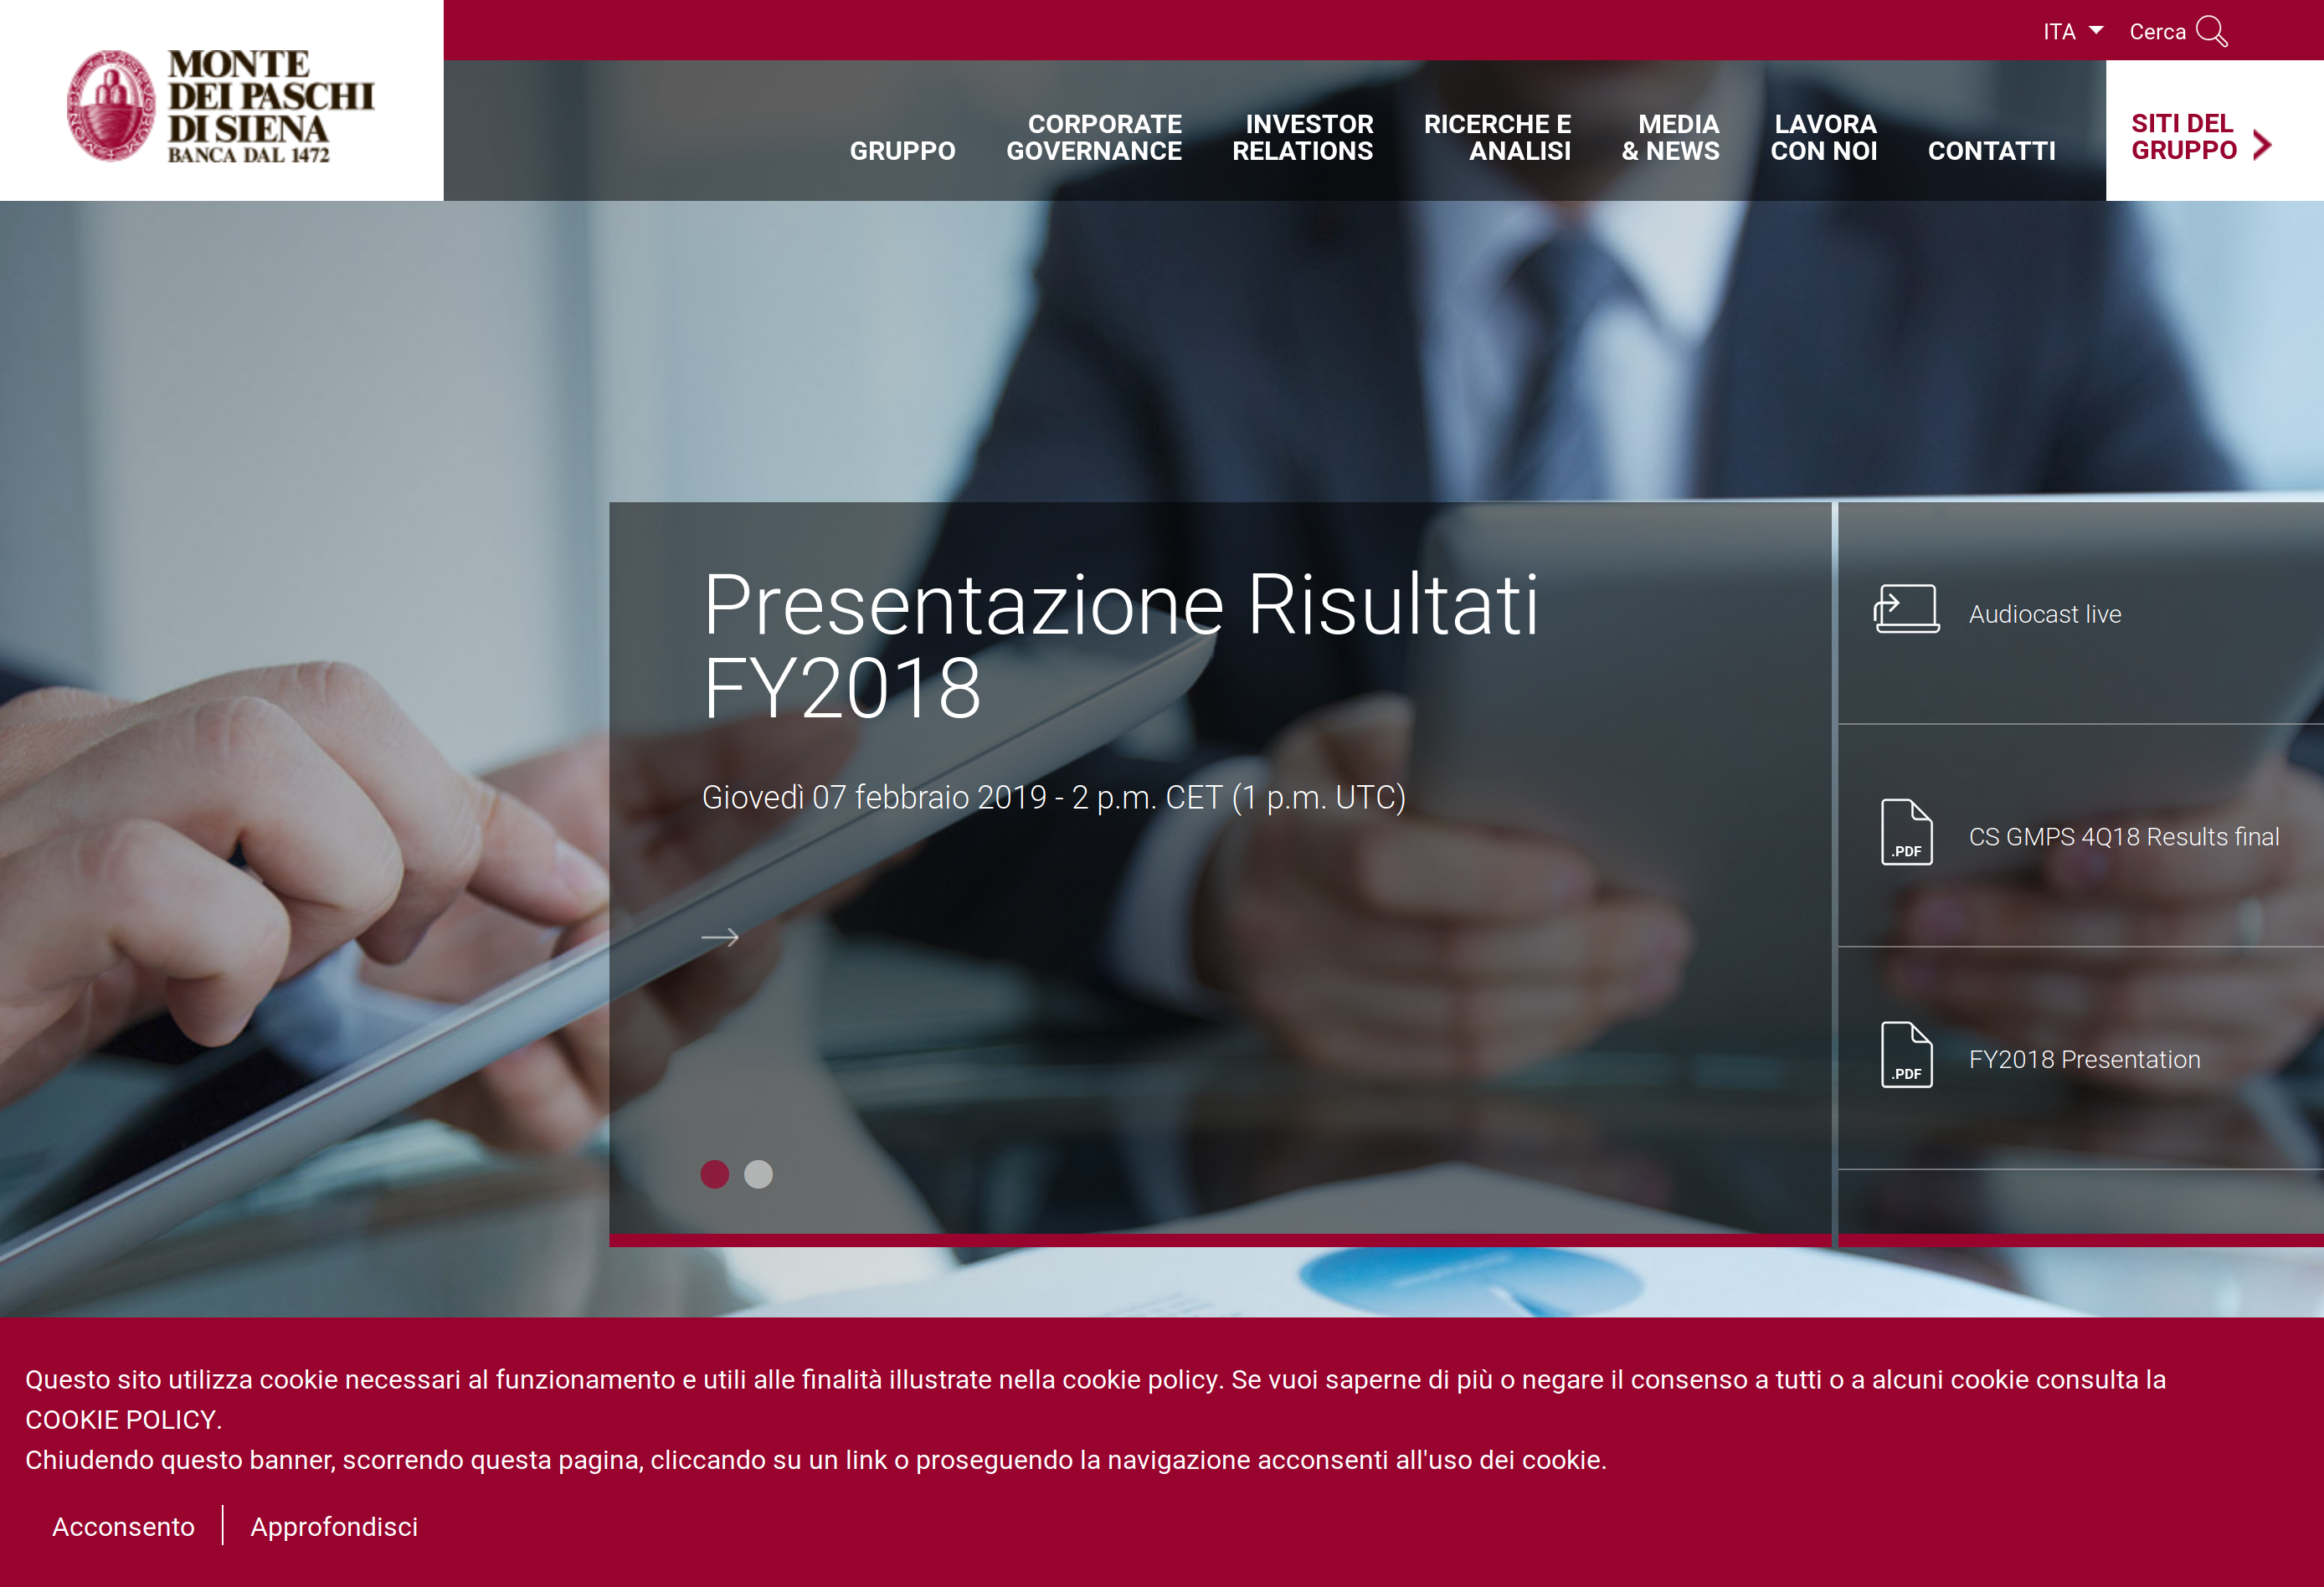 ITA Cerca
MONTE
DEI PASCHI
DI SIENA
BANCA DAL 1472
GRUPPO
CORPORATE
GOVERNANCE
INVESTOR
RELATIONS
RICERCHE E
ANALISI
MEDIA
& NEWS
LAVORA
CON NOI
CONTATTI
SITI DEL
GRUPPO
Presentazione Risultati
FY2018
Giovedì 07 febbraio 2019 - 2 p.m. CET (1 p.m. UTC)
Audiocast live
.PDF
CS GMPS 4Q18 Results final
.PDF
FY2018 Presentation
Questo sito utilizza cookie necessari al funzionamento e utili alle finalità illustrate nella cookie policy. Se vuoi saperne di più o negare il consenso a tutti o a alcuni cookie consulta la
COOKIE POLICY.
Chiudendo questo banner, scorrendo questa pagina, cliccando su un link o proseguendo la navigazione acconsenti all'uso dei cookie.
Acconsento
Approfondisci